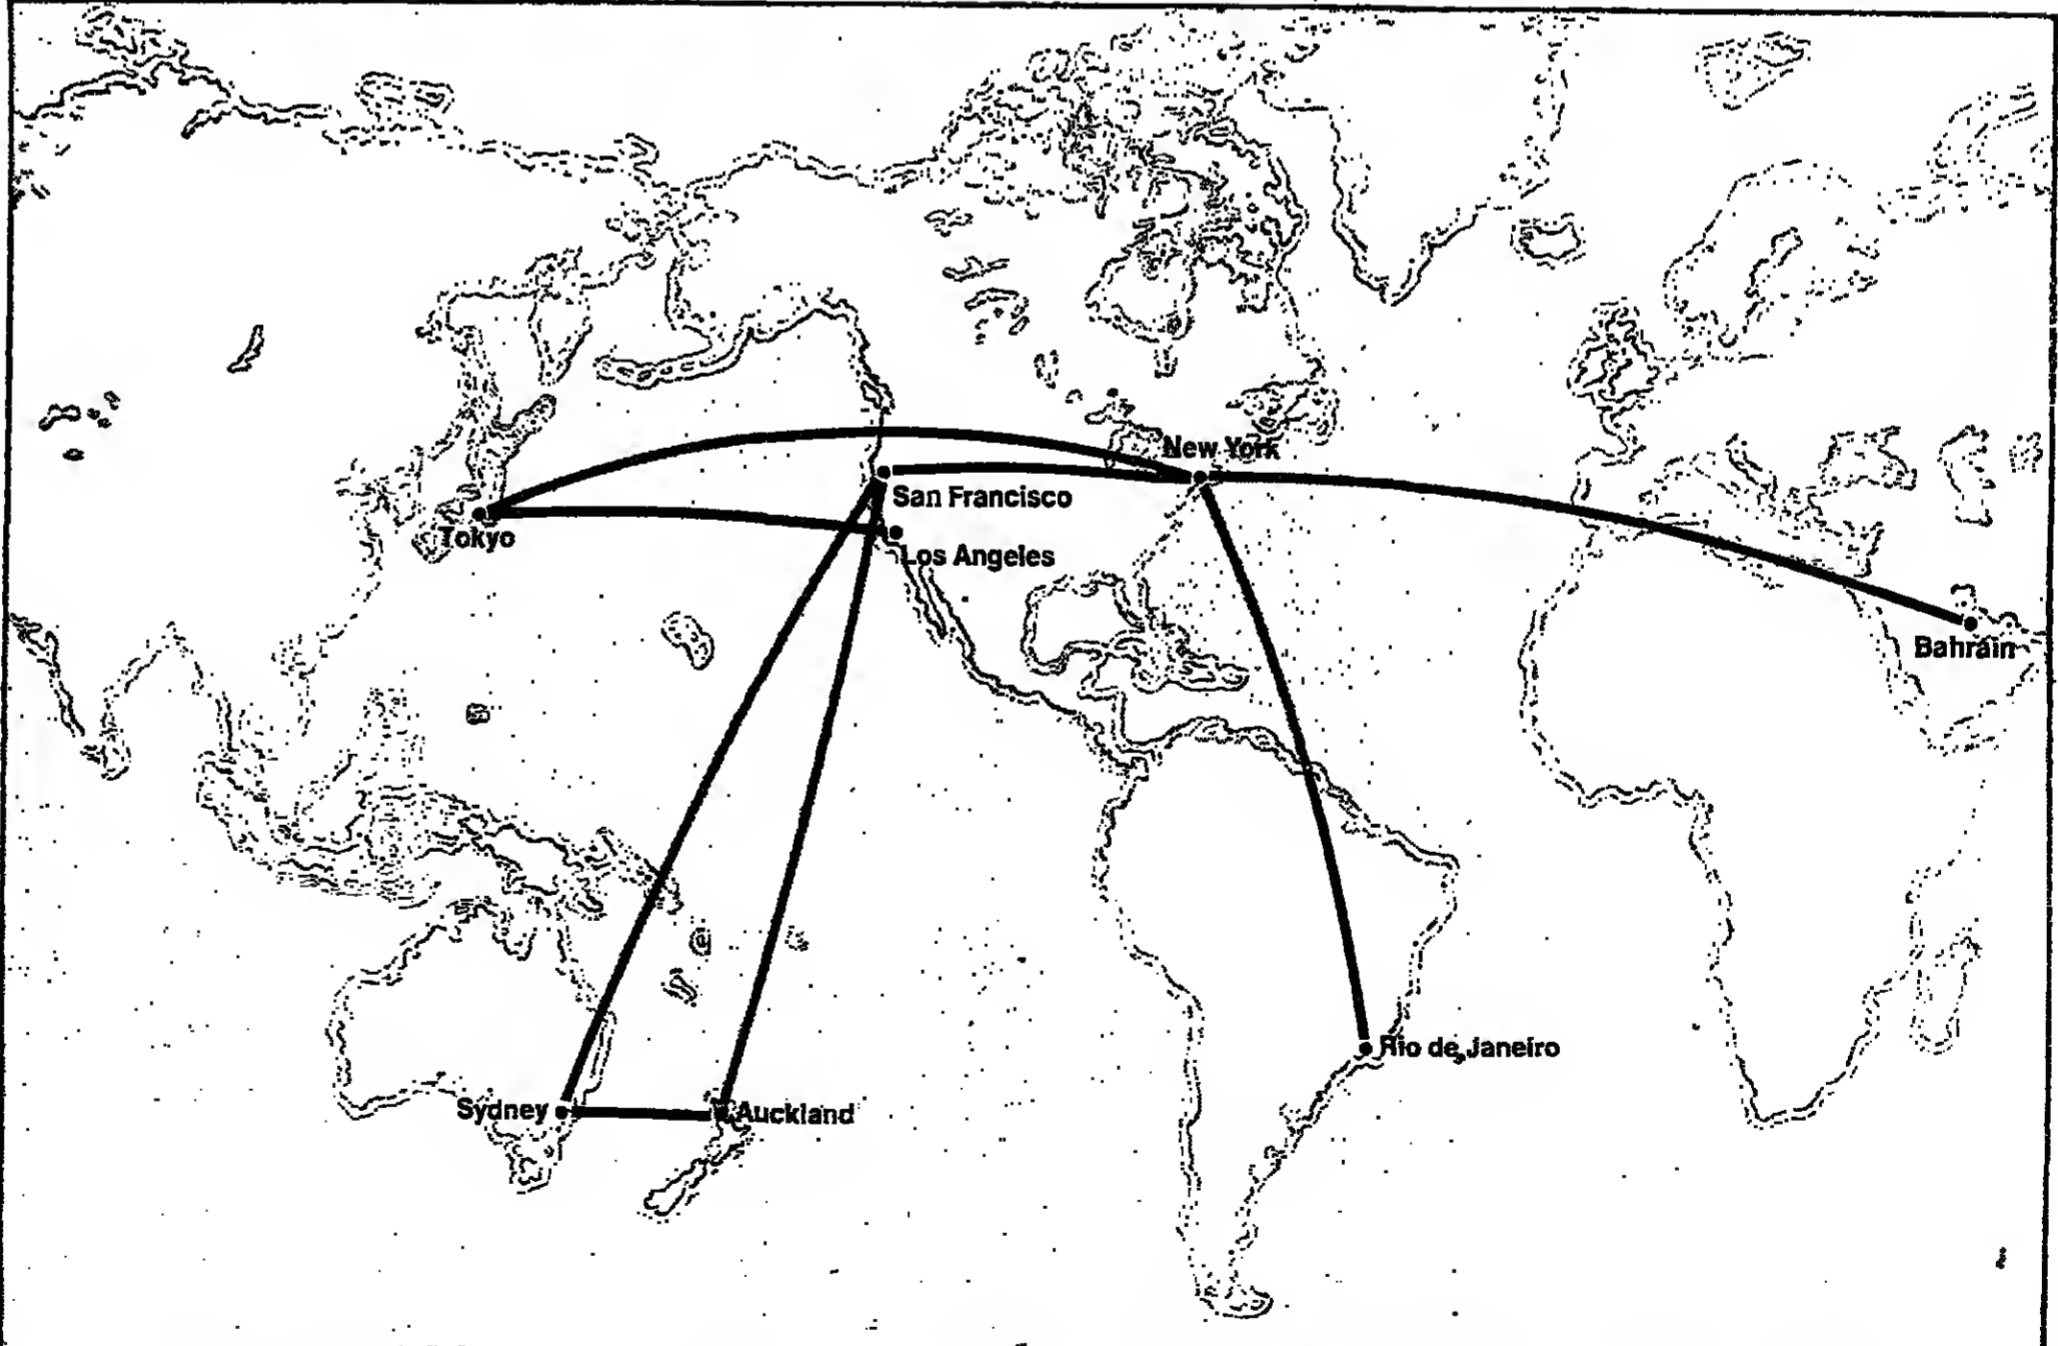 New York
San Francisco
Tokyo
Los Angeles
Bahrain
Rio de Janeiro
Sydney
Auckland